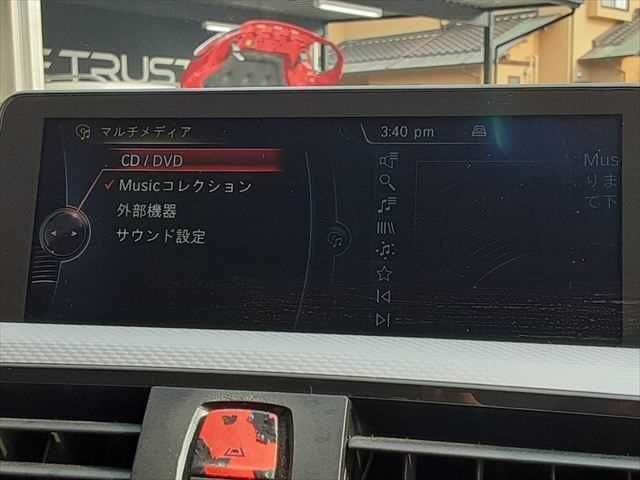 ETRUST
マルチメディア
3:40 pm
CD / DVD
✓ Musicコレクション
外部機器
サウンド設定
Mus
りま
て下